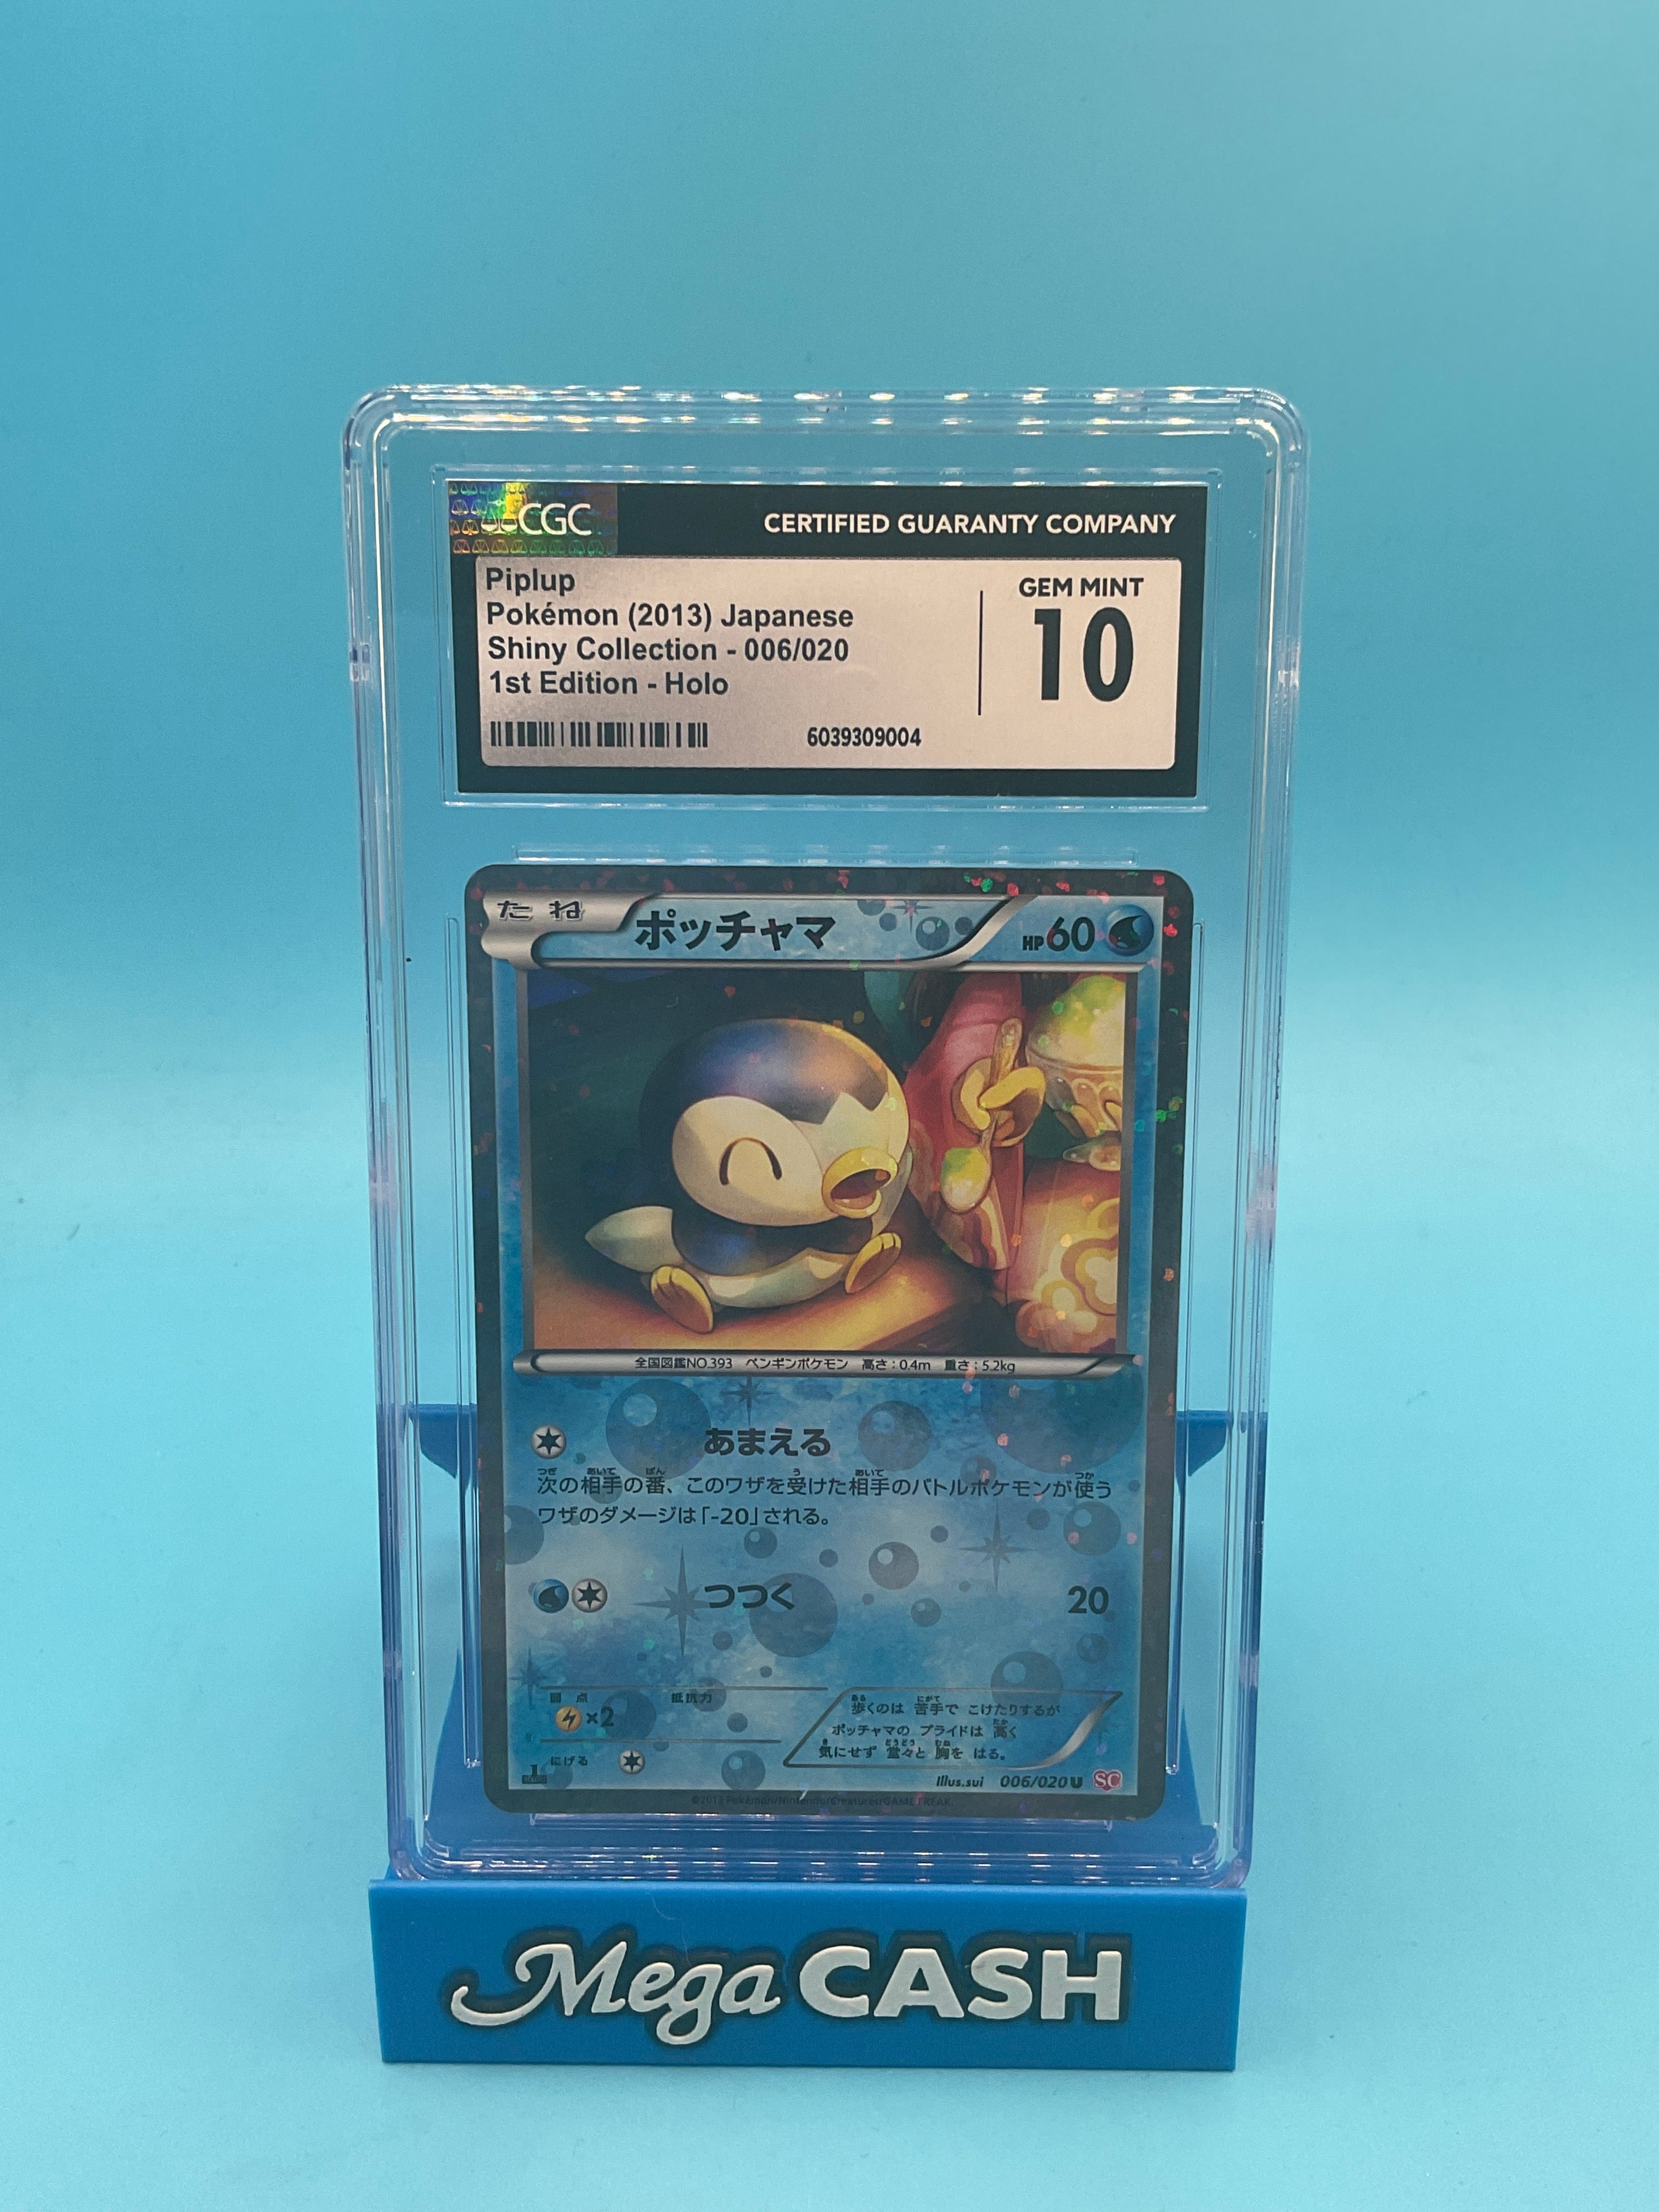 CGC
CERTIFIED GUARANTY COMPANY
Piplup
Pokémon (2013) Japanese
Shiny Collection - 006/020
1st Edition - Holo
6039309004
GEM MINT
10
たね
ポッチャマ
HP60
全国図鑑NO.393 ペンギンポケモン 高さ:0.4m 重さ:5.2kg
あまえる
次の相手の番、このワザを受けた相手のバトルポケモンが使う
ワザのダメージは「-20」される。
つつく 20
弱点 抵抗力
×2
にげる
歩くのは 苦手で こけたりするが
ポッチャマの プライドは 高く
気にせず 堂々と 胸を はる。
Illus.sui 006/020 U SC
©2013 Pokémon/Nintendo/Creatures/GAME FREAK.
Mega CASH